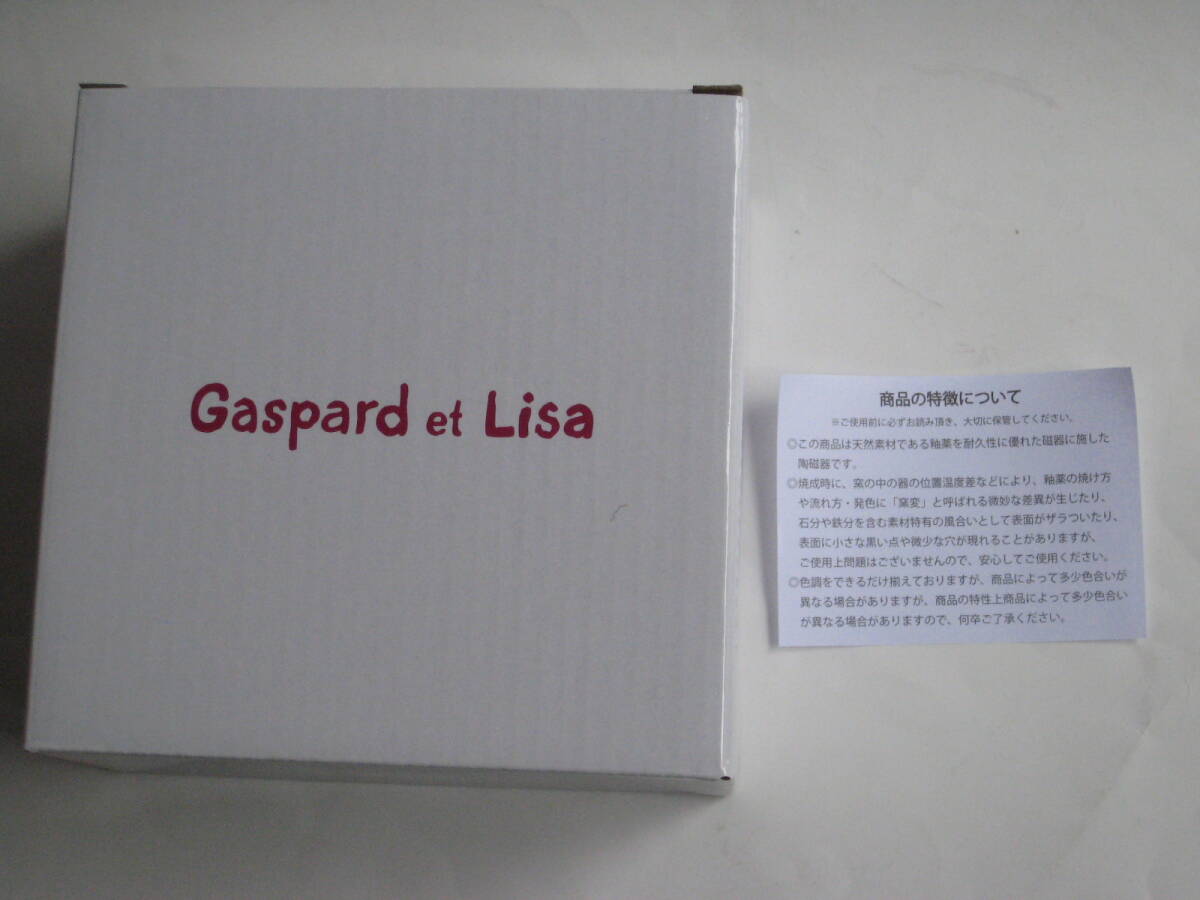 Gaspard et Lisa
商品の特徴について
※ご使用前に必ずお読み頂き、大切に保管してください。
◎この商品は天然素材である釉薬を耐久性に優れた磁器に施した
陶磁器です。
◎焼成時に、窯の中の器の位置温度差などにより、釉薬の焼け方
や流れ方・発色に「窯変」と呼ばれる微妙な差異が生じたり、
石分や鉄分を含む素材特有の風合いとして表面がザラついたり、
表面に小さな黒い点や微少な穴が現れることがありますが、
ご使用上問題はございませんので、安心してご使用ください。
◎色調をできるだけ揃えておりますが、商品によって多少色合いが
異なる場合がありますが、商品の特性上商品によって多少色合い
が異なる場合がありますので、何卒ご了承ください。